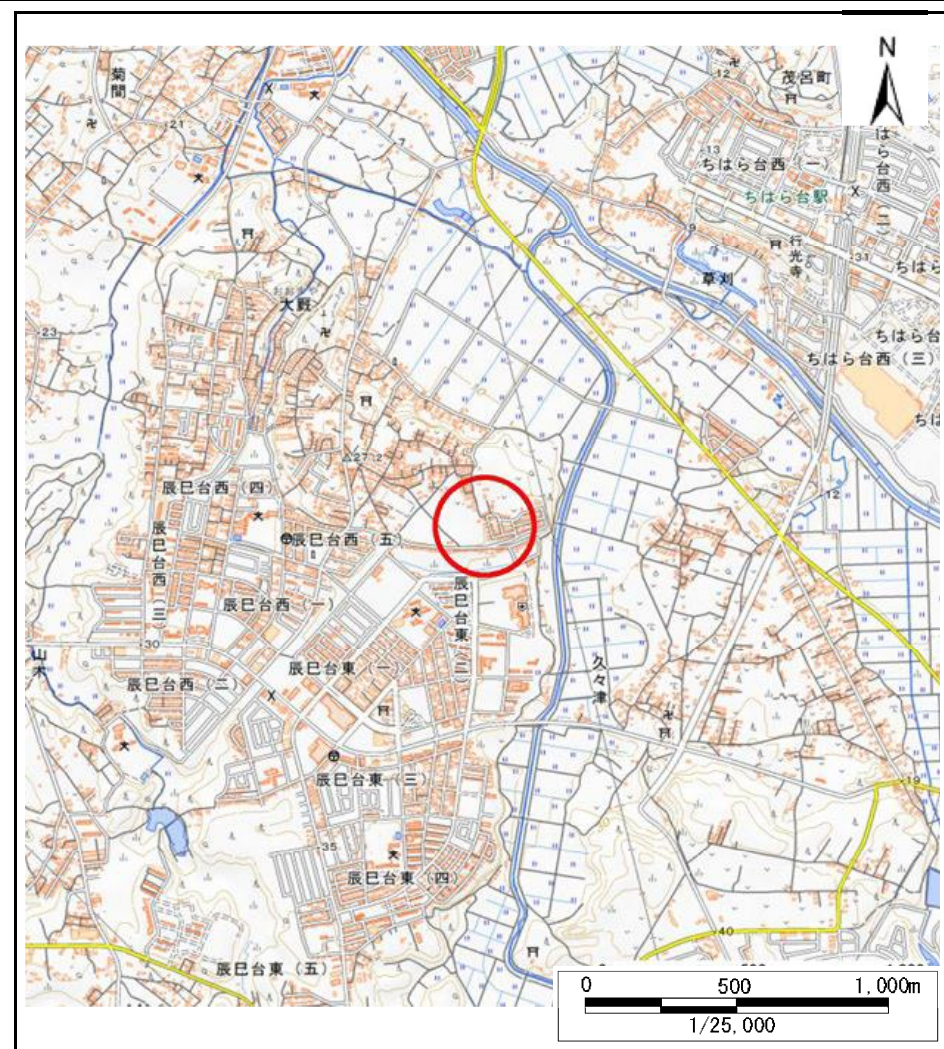 N
菊間
茂呂町
12
21
7
13
ちはら台西（一）
はら台西（二）
ちはら台駅
9
行光寺
31
ちはら
草刈
大厩
23
ちはら台
ちはら台西（三）
ちは
27.2
辰巳台西（四）
12
辰巳台西（五）
辰巳台西（三）
辰巳台西（一）
辰巳台東（二）
30
山木
辰巳台東（一）
久々津
辰巳台西（二）
辰巳台東（三）
19
35
辰巳台東（四）
40
辰巳台東（五）
0
500
1,000m
1/25,000